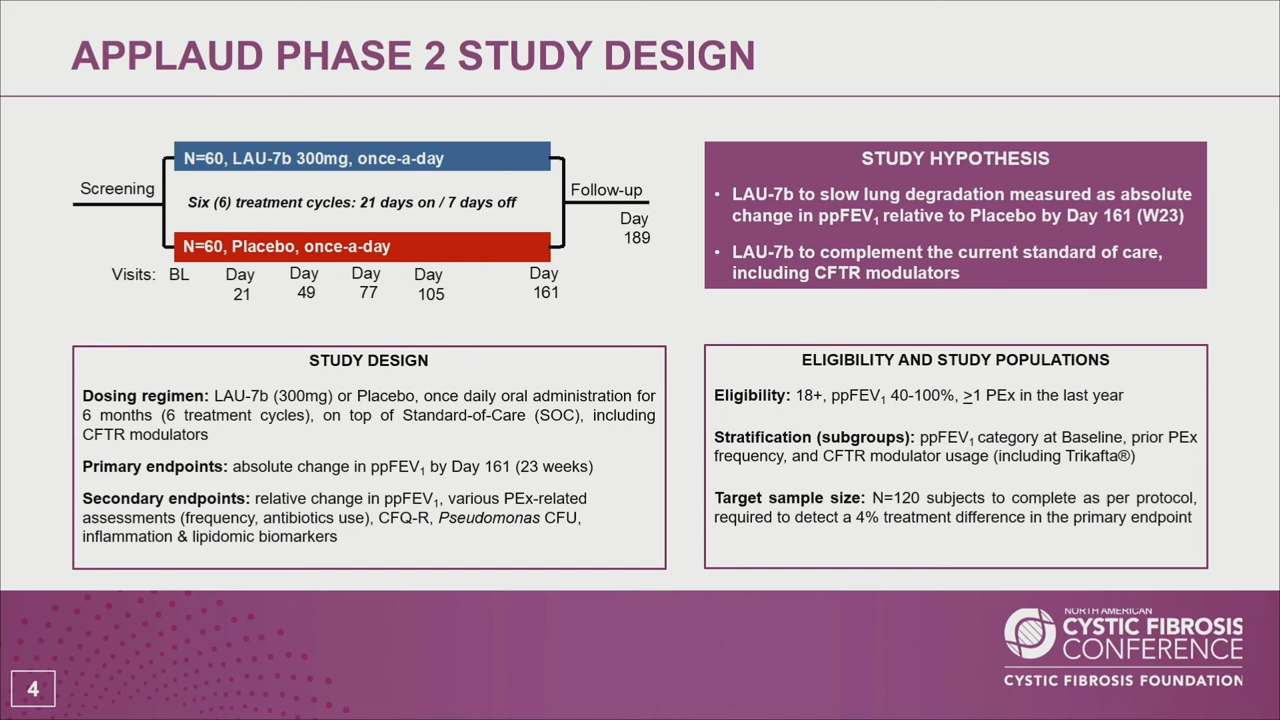 APPLAUD PHASE 2 STUDY DESIGN
Screening
N=60, LAU-7b 300mg, once-a-day
Six (6) treatment cycles: 21 days on / 7 days off
N=60, Placebo, once-a-day
Follow-up
Day
189
Visits: BL Day Day Day Day Day
21 49 77 105 161
STUDY HYPOTHESIS
• LAU-7b to slow lung degradation measured as absolute
change in ppFEV₁ relative to Placebo by Day 161 (W23)
• LAU-7b to complement the current standard of care,
including CFTR modulators
STUDY DESIGN
Dosing regimen: LAU-7b (300mg) or Placebo, once daily oral administration for
6 months (6 treatment cycles), on top of Standard-of-Care (SOC), including
CFTR modulators
Primary endpoints: absolute change in ppFEV₁ by Day 161 (23 weeks)
Secondary endpoints: relative change in ppFEV₁, various PEx-related
assessments (frequency, antibiotics use), CFQ-R, Pseudomonas CFU,
inflammation & lipidomic biomarkers
ELIGIBILITY AND STUDY POPULATIONS
Eligibility: 18+, ppFEV₁ 40-100%, >1 PEx in the last year
Stratification (subgroups): ppFEV₁ category at Baseline, prior PEx
frequency, and CFTR modulator usage (including Trikafta®)
Target sample size: N=120 subjects to complete as per protocol,
required to detect a 4% treatment difference in the primary endpoint
4
NORTH AMERICAN
CYSTIC FIBROSIS
CONFERENCE
CYSTIC FIBROSIS FOUNDATION